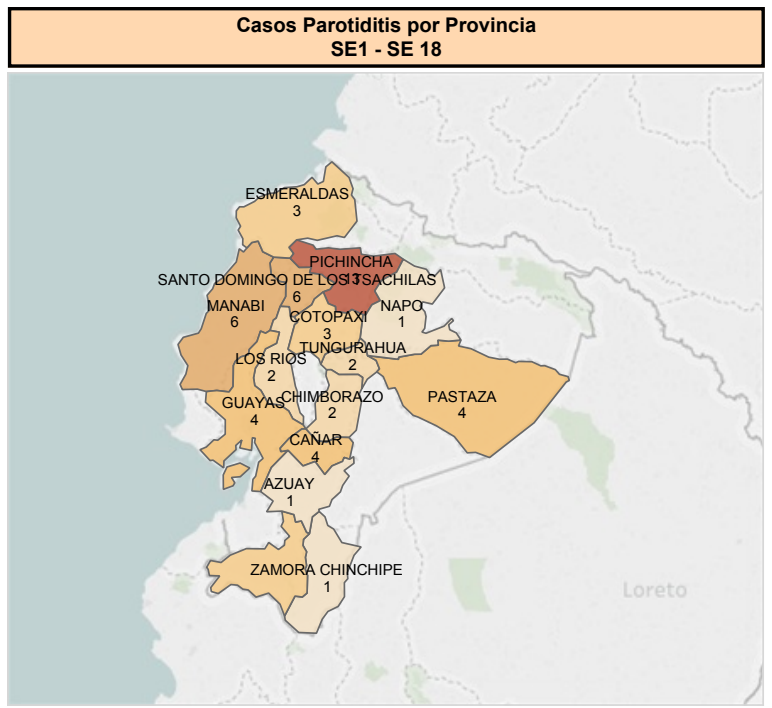 Casos Parotiditis por Provincia
SE1 - SE 18
ESMERALDAS
3
PICHINCHA
13
SANTO DOMINGO DE LOS TSACHILAS
6
MANABI
6
NAPO
1
COTOPAXI
3
TUNGURAHUA
2
LOS RIOS
2
CHIMBORAZO
2
PASTAZA
4
GUAYAS
4
CAÑAR
4
AZUAY
1
ZAMORA CHINCHIPE
1
Loreto